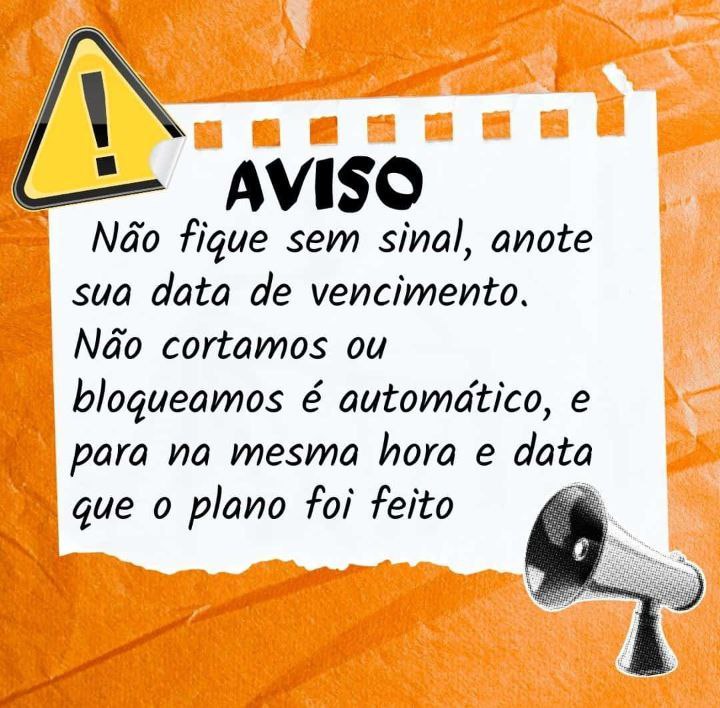 AVISO
Não fique sem sinal, anote
sua data de vencimento.
Não cortamos ou
bloqueamos é automático, e
para na mesma hora e data
que o plano foi feito